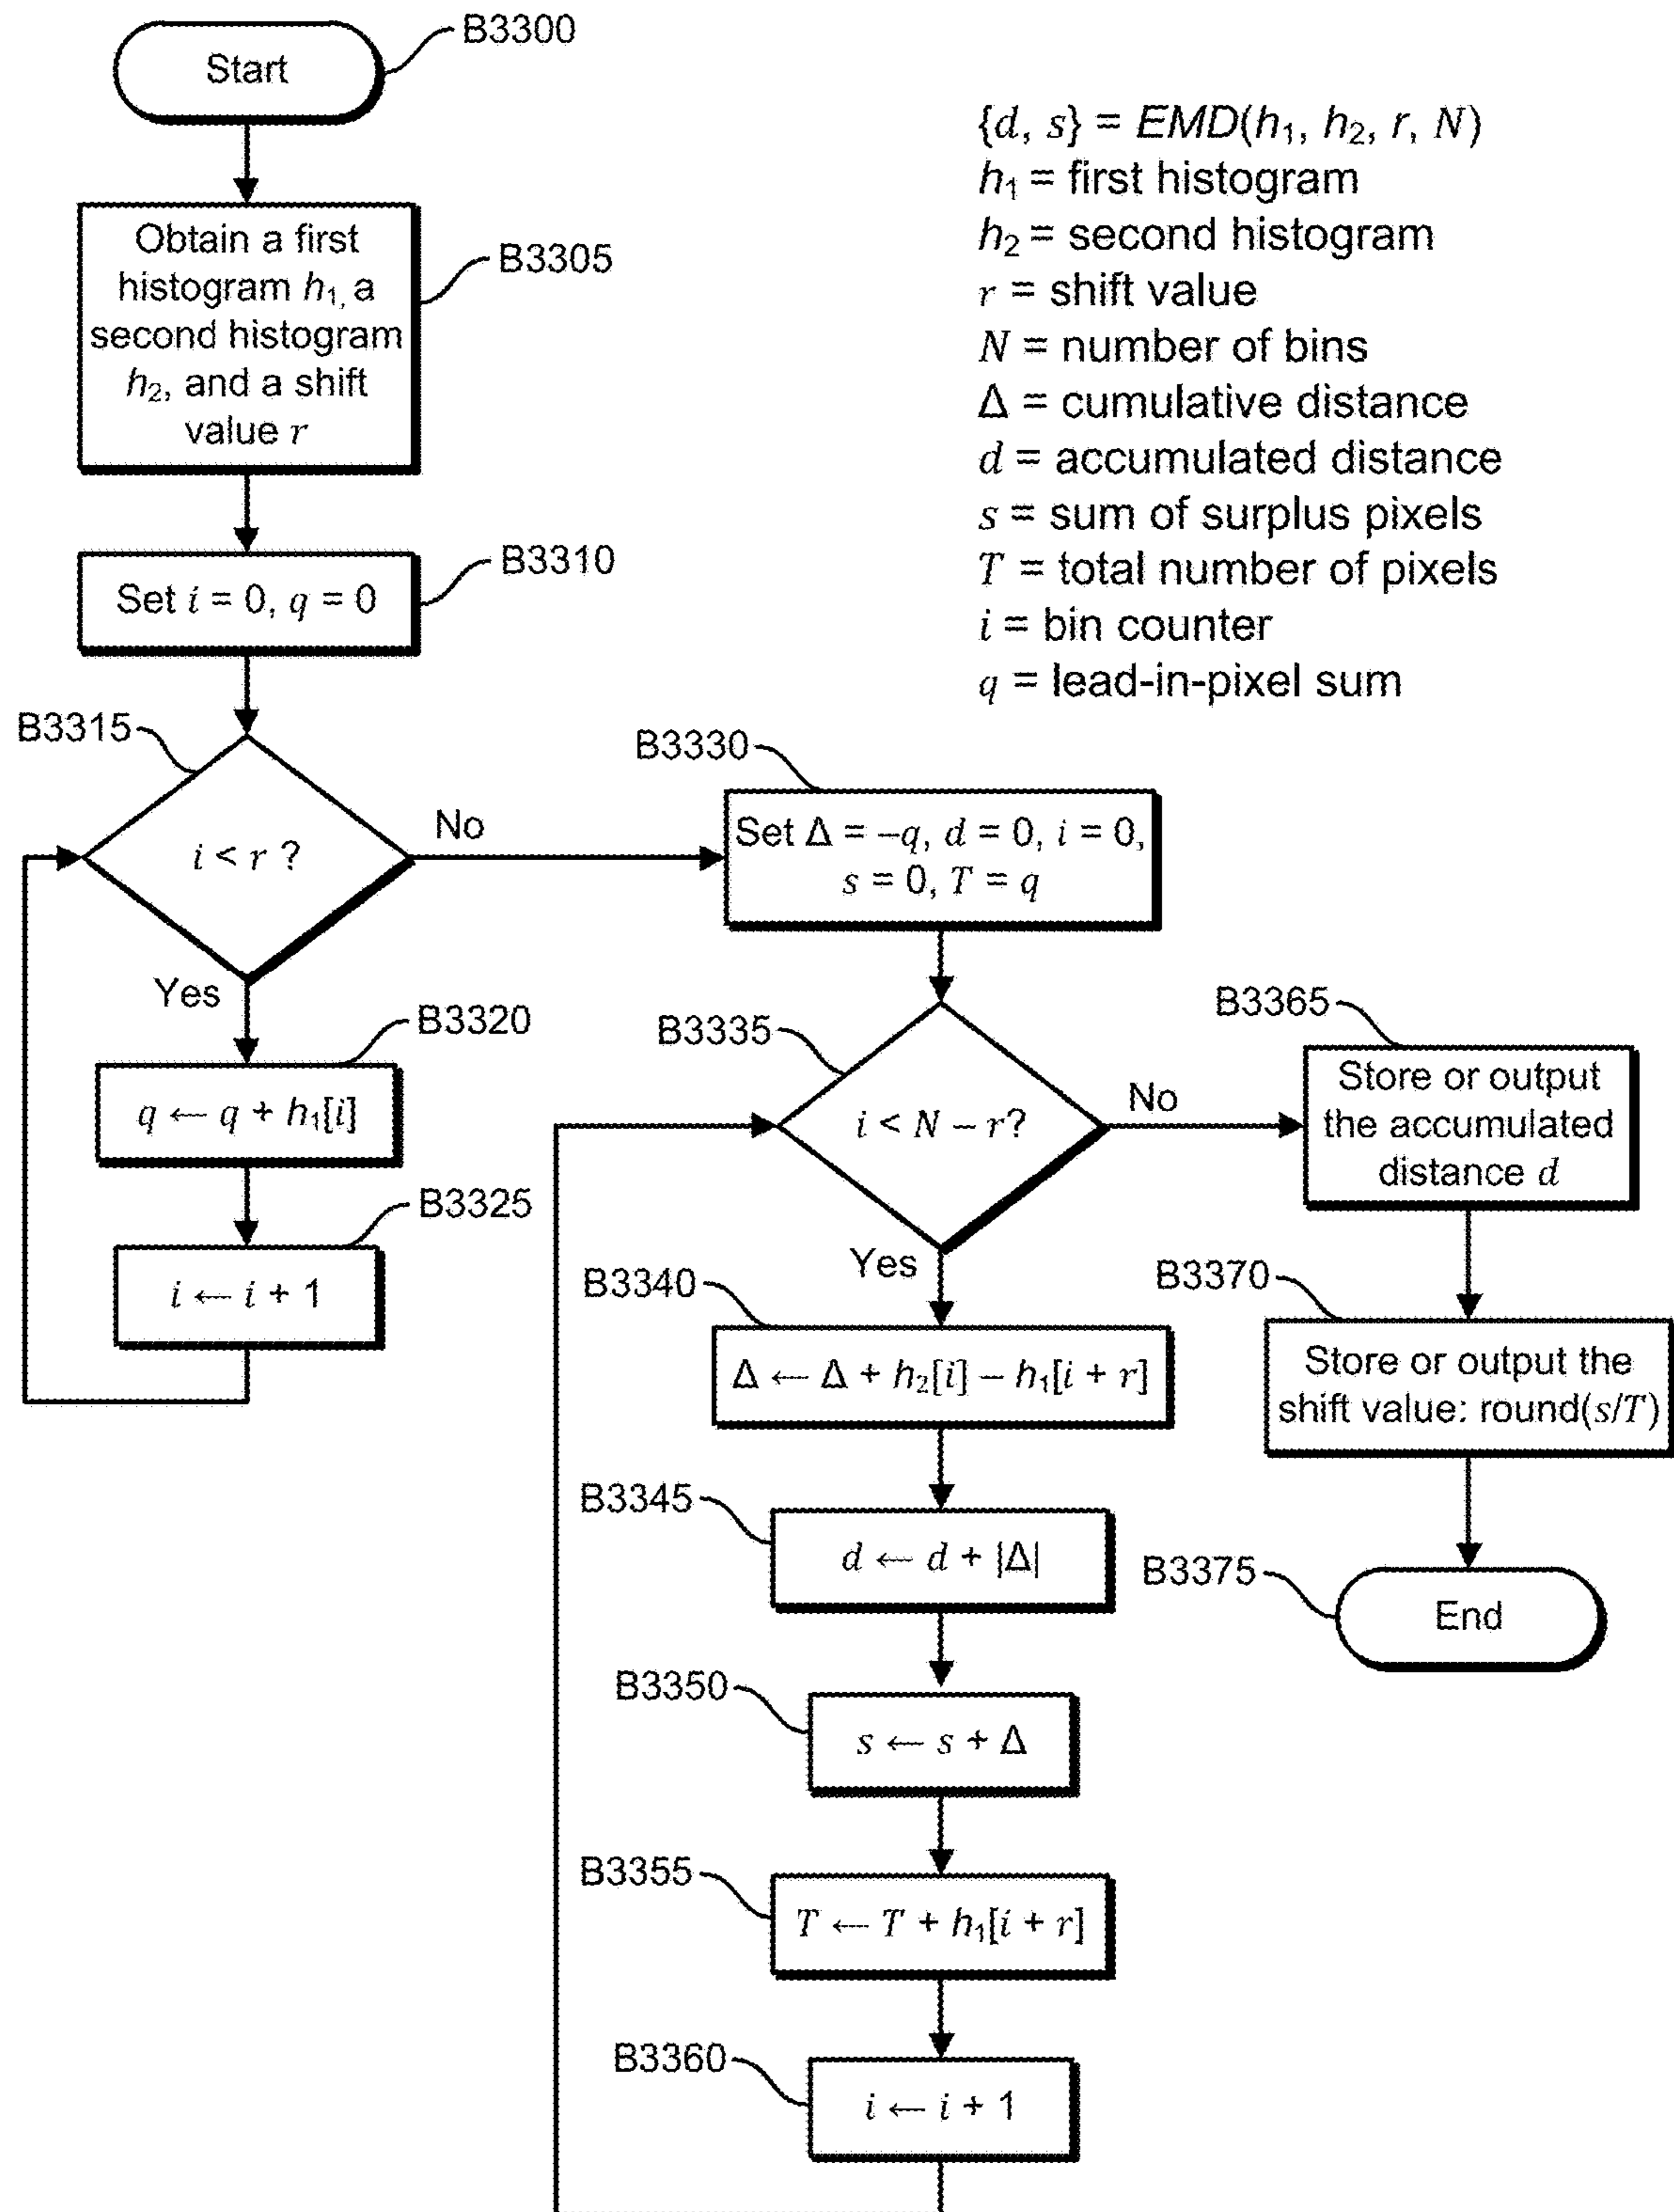 B3300
Start
{d, s} = EMD(h₁, h₂, r, N)
h₁ = first histogram
h₂ = second histogram
r = shift value
N = number of bins
Δ = cumulative distance
d = accumulated distance
s = sum of surplus pixels
T = total number of pixels
i = bin counter
q = lead-in-pixel sum
B3305
Obtain a first
histogram h₁, a
second histogram
h₂, and a shift
value r
B3310
Set i = 0, q = 0
B3315
i < r ?
No
Yes
B3320
q ← q + h₁[i]
B3325
i ← i + 1
B3330
Set Δ = –q, d = 0, i = 0,
s = 0, T = q
B3335
i < N – r?
No
Yes
B3340
Δ ← Δ + h₂[i] – h₁[i + r]
B3345
d ← d + |Δ|
B3350
s ← s + Δ
B3355
T ← T + h₁[i + r]
B3360
i ← i + 1
B3365
Store or output
the accumulated
distance d
B3370
Store or output the
shift value: round(s/T)
B3375
End